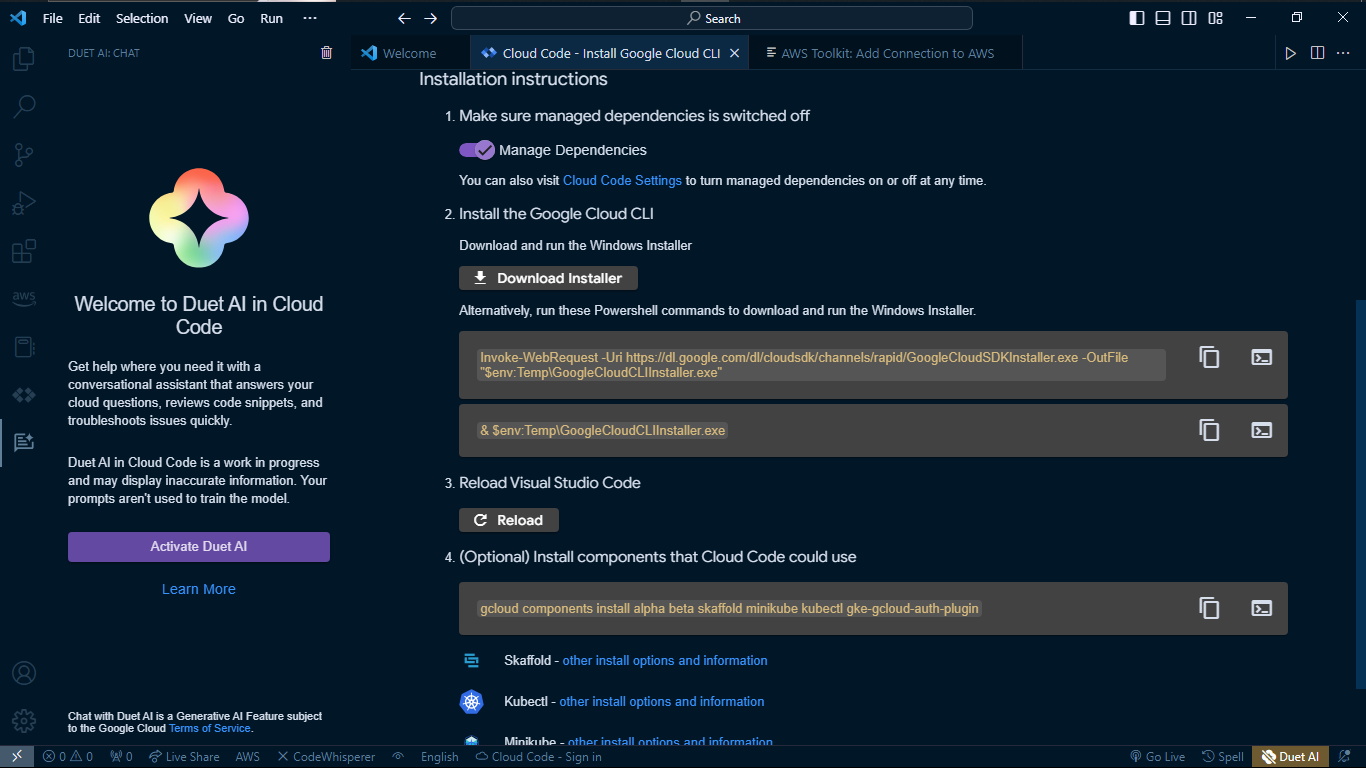 File Edit Selection View Go Run ···
Search
DUET AI: CHAT
Welcome
Cloud Code - Install Google Cloud CLI
AWS Toolkit: Add Connection to AWS
aws
Welcome to Duet AI in Cloud
Code
Get help where you need it with a
conversational assistant that answers your
cloud questions, reviews code snippets, and
troubleshoots issues quickly.
Duet AI in Cloud Code is a work in progress
and may display inaccurate information. Your
prompts aren't used to train the model.
Activate Duet AI
Learn More
Chat with Duet AI is a Generative AI Feature subject
to the Google Cloud Terms of Service.
Installation instructions
1. Make sure managed dependencies is switched off
Manage Dependencies
You can also visit Cloud Code Settings to turn managed dependencies on or off at any time.
2. Install the Google Cloud CLI
Download and run the Windows Installer
Download Installer
Alternatively, run these Powershell commands to download and run the Windows Installer.
Invoke-WebRequest -Uri https://dl.google.com/dl/cloudsdk/channels/rapid/GoogleCloudSDKInstaller.exe -OutFile
"$env:Temp\GoogleCloudCLIInstaller.exe"
& $env:Temp\GoogleCloudCLIInstaller.exe
3. Reload Visual Studio Code
Reload
4. (Optional) Install components that Cloud Code could use
gcloud components install alpha beta skaffold minikube kubectl gke-gcloud-auth-plugin
Skaffold - other install options and information
Kubectl - other install options and information
Minikube - other install options and information
0 0 0 Live Share AWS CodeWhisperer English Cloud Code - Sign in Go Live Spell Duet AI